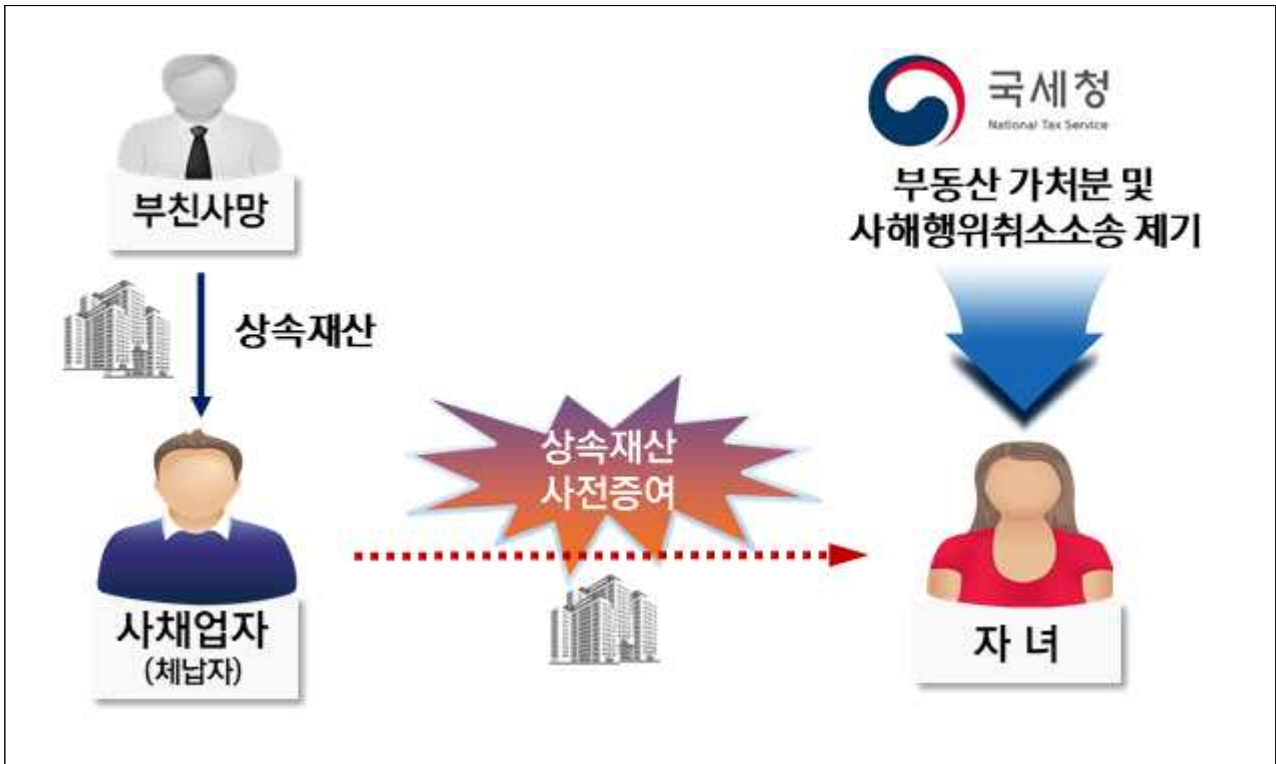 부친사망
상속재산
사채업자
(체납자)
상속재산
사전증여
국세청
National Tax Service
부동산 가처분 및
사해행위취소소송 제기
자 녀